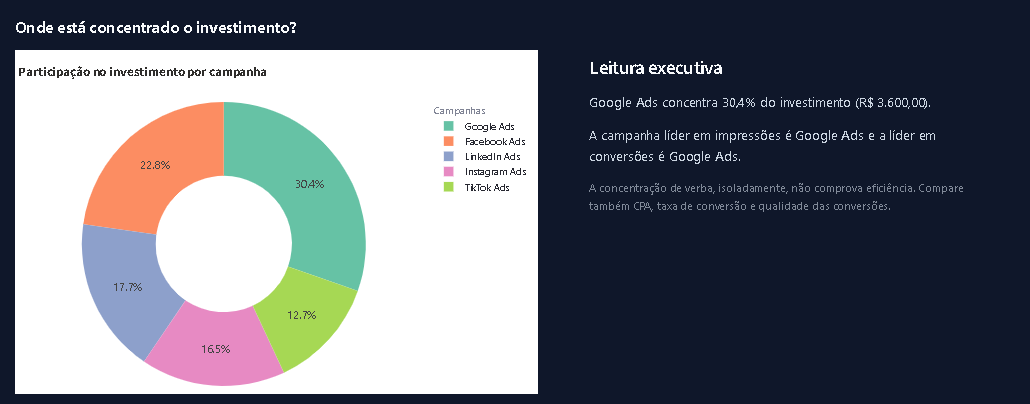 Onde está concentrado o investimento?
Participação no investimento por campanha
Campanhas
Google Ads
Facebook Ads
LinkedIn Ads
Instagram Ads
TikTok Ads
22.8%
30.4%
17.7%
12.7%
16.5%
Leitura executiva
Google Ads concentra 30,4% do investimento (R$ 3.600,00).
A campanha líder em impressões é Google Ads e a líder em
conversões é Google Ads.
A concentração de verba, isoladamente, não comprova eficiência. Compare
também CPA, taxa de conversão e qualidade das conversões.